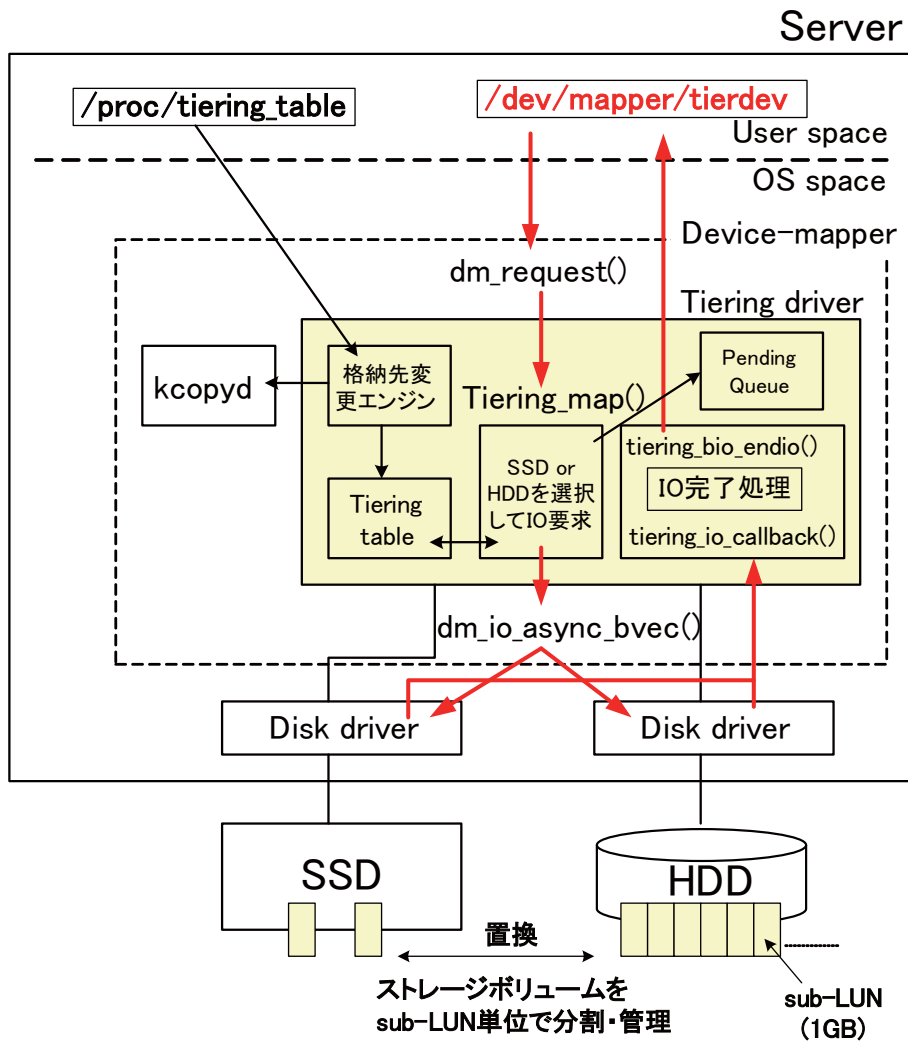 Server
/proc/tiering_table
/dev/mapper/tierdev
User space
OS space
Device-mapper
dm_request()
Tiering driver
kcopyd
格納先変
更エンジン
Tiering_map()
Pending
Queue
Tiering
table
SSD or
HDDを選択
してIO要求
tiering_bio_endio()
IO完了処理
tiering_io_callback()
dm_io_async_bvec()
Disk driver
Disk driver
SSD
HDD
置換
ストレージボリュームを
sub-LUN単位で分割・管理
sub-LUN
(1GB)